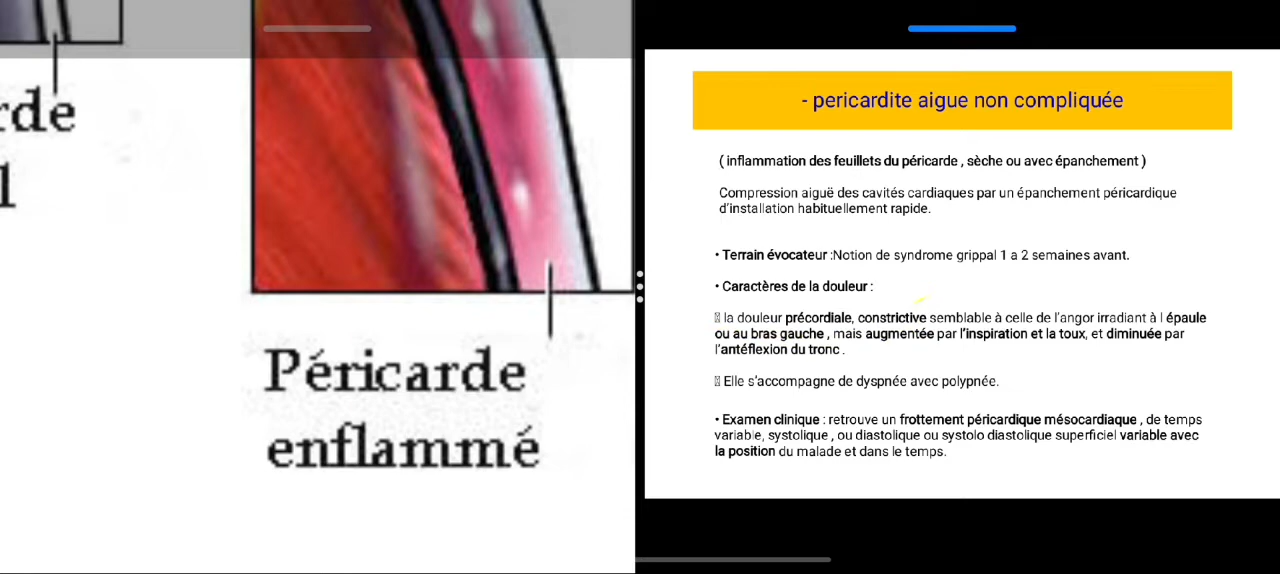 rde
l
Péricarde
enflammé
- pericardite aigue non compliquée
( inflammation des feuillets du péricarde , sèche ou avec épanchement )
Compression aiguë des cavités cardiaques par un épanchement péricardique
d'installation habituellement rapide.
• Terrain évocateur :Notion de syndrome grippal 1 a 2 semaines avant.
• Caractères de la douleur :
la douleur précordiale, constrictive semblable à celle de l'angor irradiant à l épaule
ou au bras gauche , mais augmentée par l'inspiration et la toux, et diminuée par
l'antéflexion du tronc .
Elle s'accompagne de dyspnée avec polypnée.
• Examen clinique : retrouve un frottement péricardique mésocardiaque , de temps
variable, systolique , ou diastolique ou systolo diastolique superficiel variable avec
la position du malade et dans le temps.